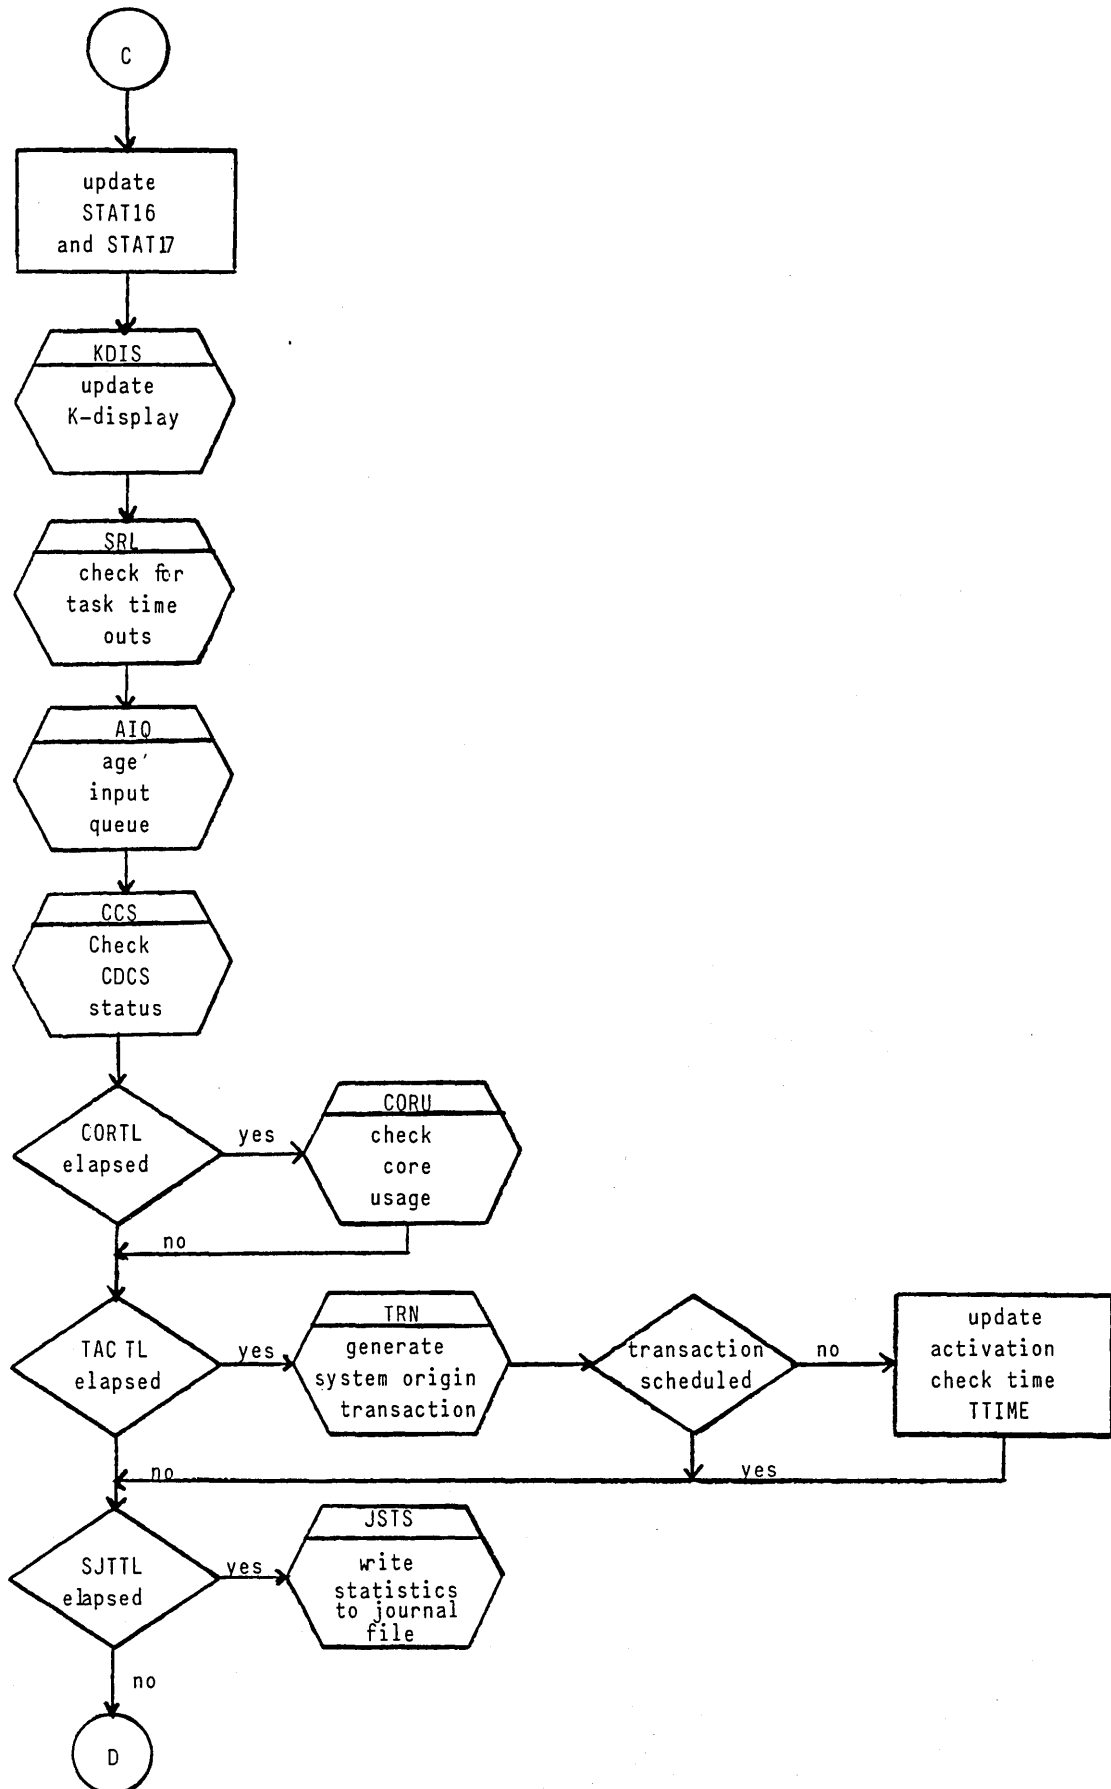 C
update
STAT16
and STAT17
KDIS
update
K-display
SRL
check for
task time
outs
AIQ
age
input
queue
CCS
Check
CDCS
status
CORTL
elapsed
yes
CORU
check
core
usage
no
TACTL
elapsed
yes
TRN
generate
system origin
transaction
transaction
scheduled
no
update
activation
check time
TTIME
no
yes
SJTTL
elapsed
yes
JSTS
write
statistics
to journal
file
no
D